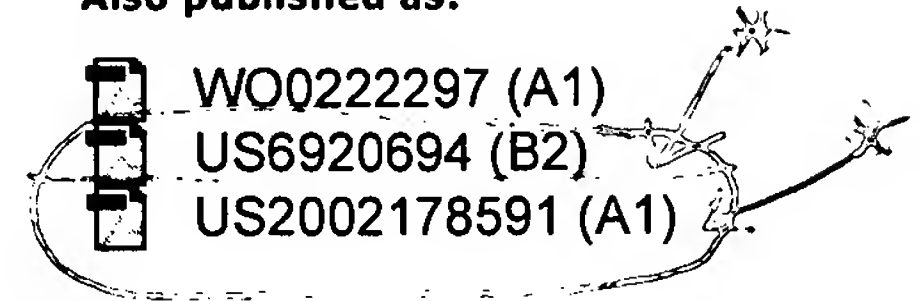 Also published as:
WO0222297 (A1)
US6920694 (B2)
US2002178591 (A1)